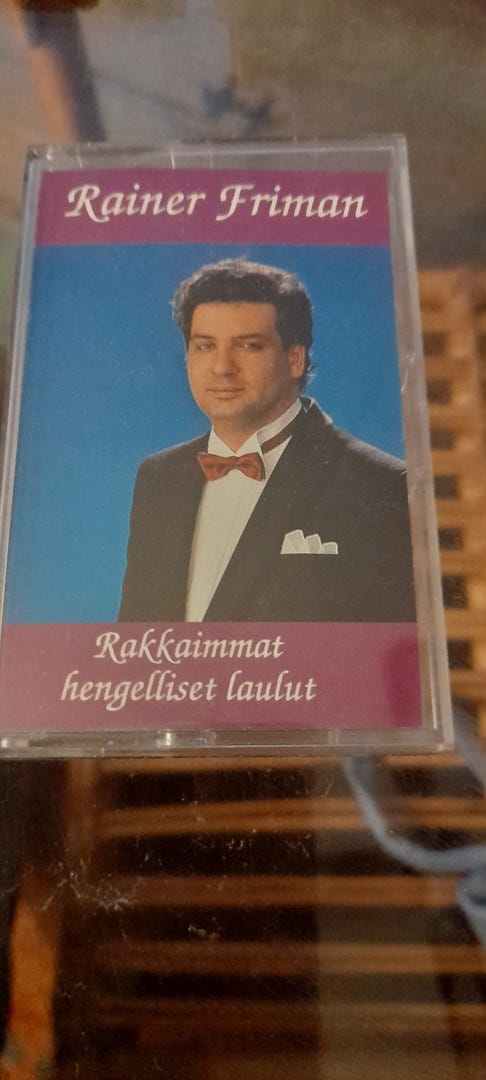 Rainer Friman
Rakkaimmat
hengelliset laulut